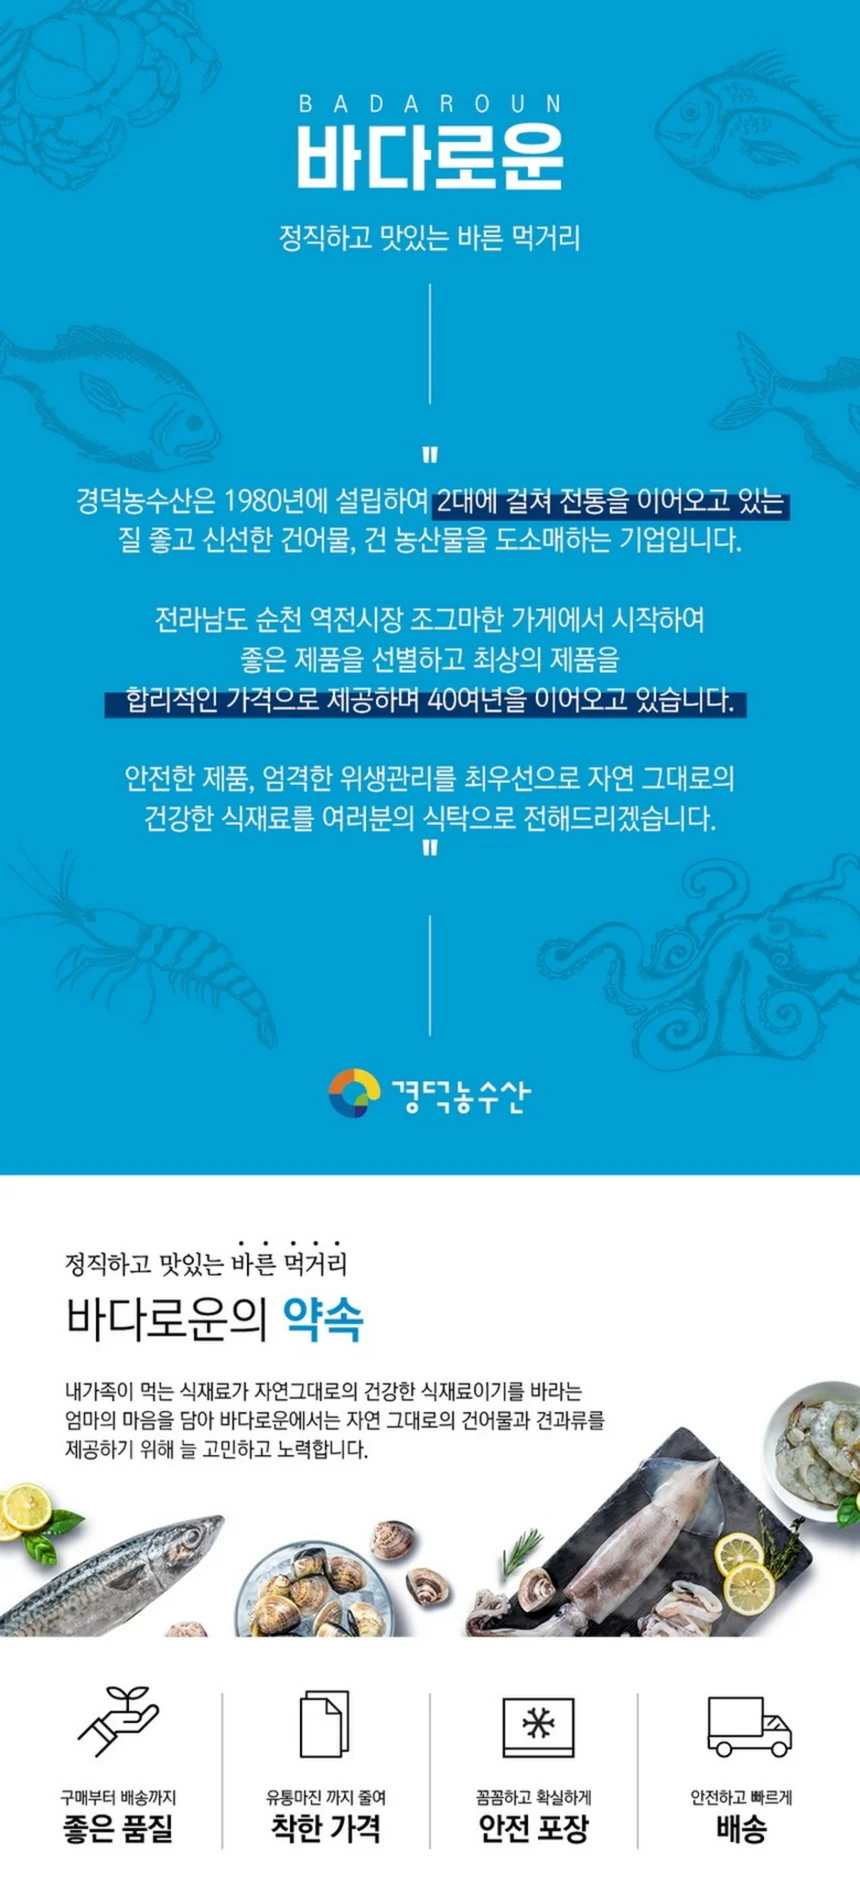 BADAROUN
바다로운
정직하고 맛있는 바른 먹거리
"
경덕농수산은 1980년에 설립하여 2대에 걸쳐 전통을 이어오고 있는
질 좋고 신선한 건어물, 건 농산물을 도소매하는 기업입니다.
전라남도 순천 역전시장 조그마한 가게에서 시작하여
좋은 제품을 선별하고 최상의 제품을
합리적인 가격으로 제공하며 40여년을 이어오고 있습니다.
안전한 제품, 엄격한 위생관리를 최우선으로 자연 그대로의
건강한 식재료를 여러분의 식탁으로 전해드리겠습니다.
"
경덕농수산
정직하고 맛있는 바른 먹거리
바다로운의 약속
내가족이 먹는 식재료가 자연그대로의 건강한 식재료이기를 바라는
엄마의 마음을 담아 바다로운에서는 자연 그대로의 건어물과 견과류를
제공하기 위해 늘 고민하고 노력합니다.
구매부터 배송까지
좋은 품질
유통마진 까지 줄여
착한 가격
꼼꼼하고 확실하게
안전 포장
안전하고 빠르게
배송